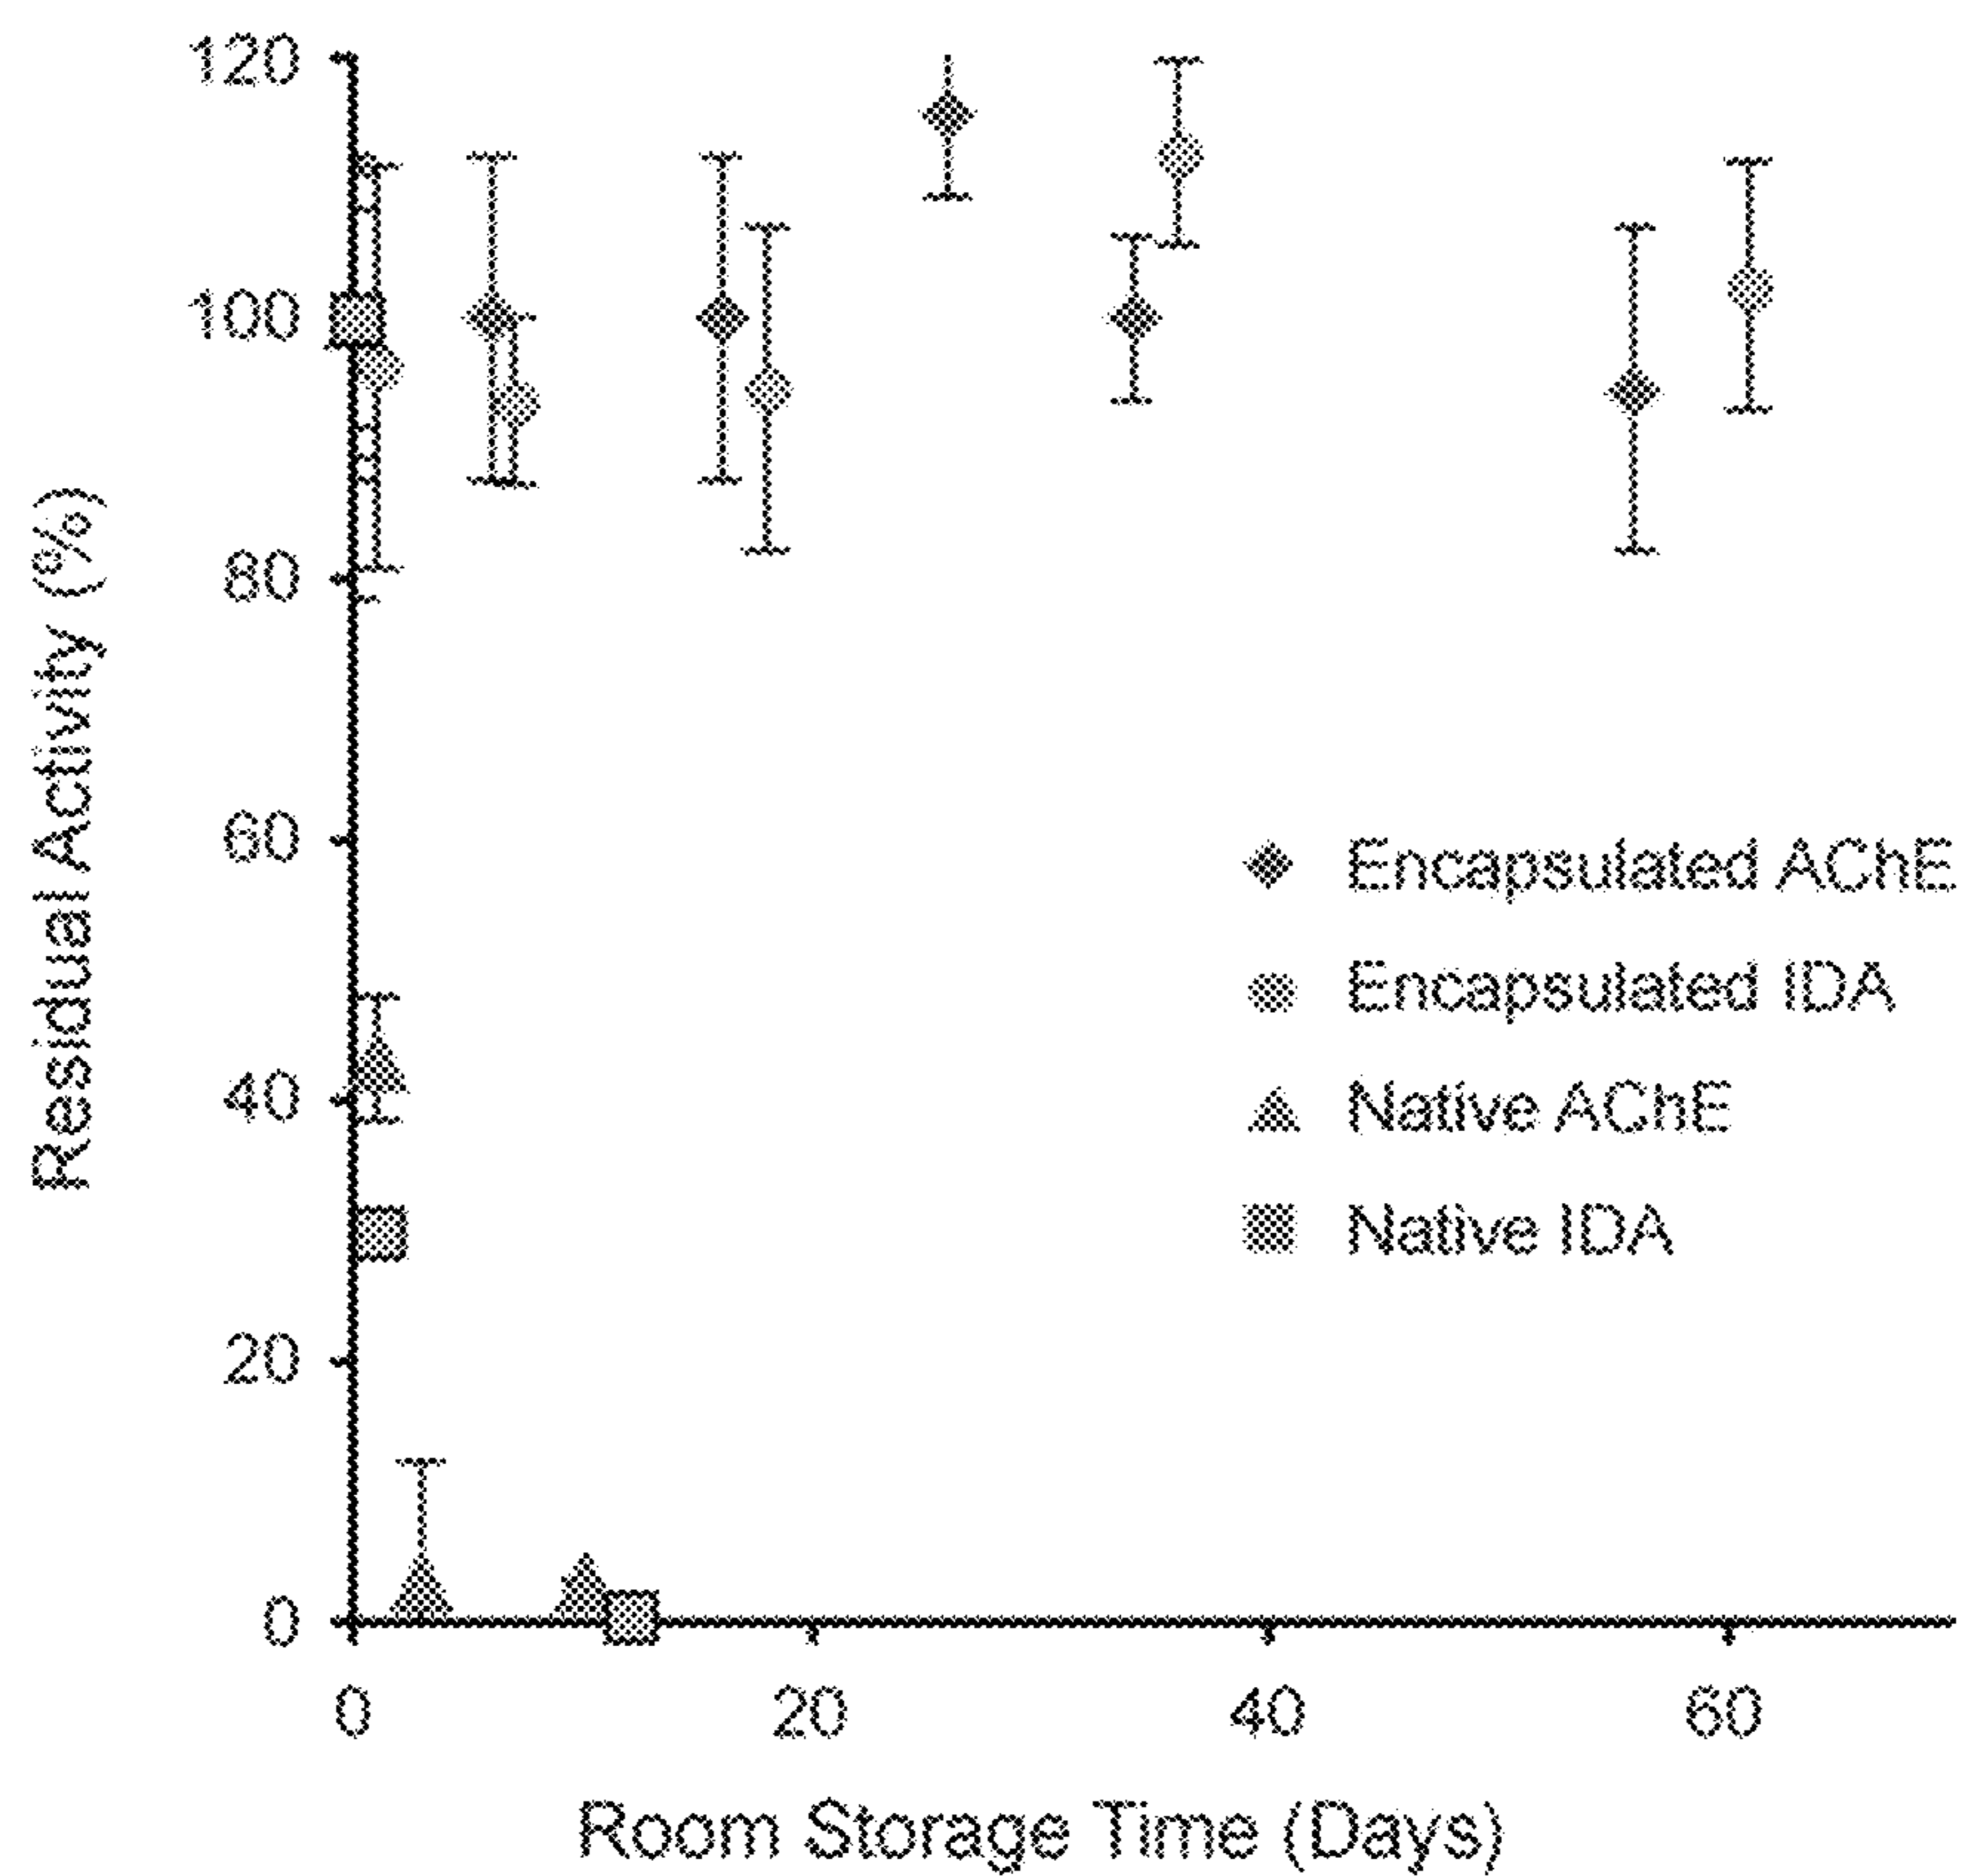 120
100
80
60
40
20
0
Residual Activity (%)
Encapsulated AChE
Encapsulated IDA
Native AChE
Native IDA
0 20 40 60
Room Storage Time (Days)